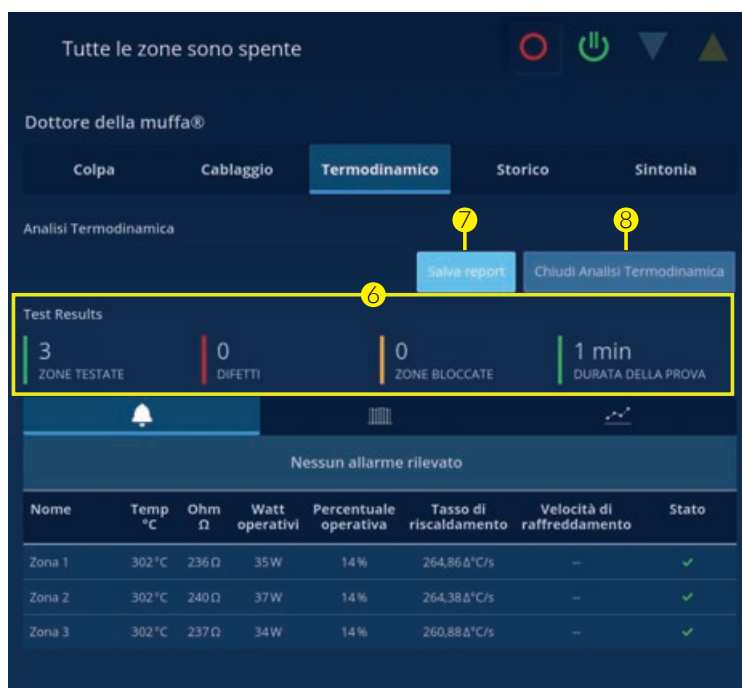 Tutte le zone sono spente
Dottore della muffa®
Colpa Cablaggio Termodinamico Storico Sintonia
Analisi Termodinamica
7 8
Salva report Chiudi Analisi Termodinamica
6
Test Results
3 0 0 1 min
ZONE TESTATE DIFETTI ZONE BLOCCATE DURATA DELLA PROVA
Nessun allarme rilevato
Nome Temp Ohm Watt Percentuale Tasso di Velocità di Stato
°C Ω operativi operativa riscaldamento raffreddamento
Zona 1 302°C 236Ω 35W 14% 264,86Δ°C/s --
Zona 2 302°C 240Ω 37W 14% 264,38Δ°C/s --
Zona 3 302°C 237Ω 34W 14% 260,88Δ°C/s --